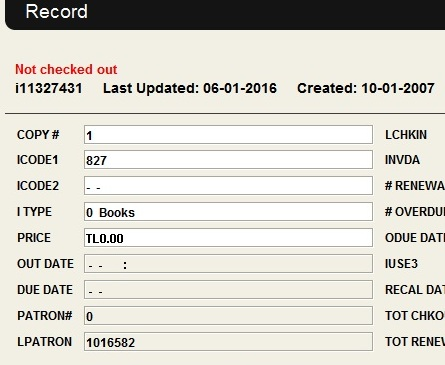 Record
Not checked out
i11327431 Last Updated: 06-01-2016 Created: 10-01-2007
COPY # 1 LCHKIN
ICODE1 827 INVDA
ICODE2 - - # RENEWA
I TYPE 0 Books # OVERDU
PRICE TL0.00 ODUE DATE
OUT DATE - - : IUSE3
DUE DATE - - RECAL DAT
PATRON# 0 TOT CHKO
LPATRON 1016582 TOT RENEW